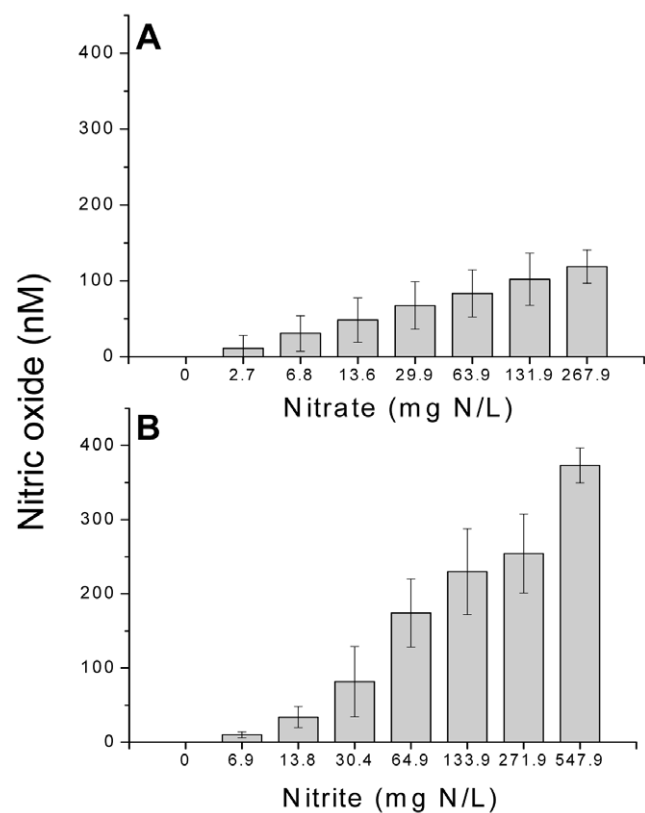 A
400
300
200
100
0
0 2.7 6.8 13.6 29.9 63.9 131.9 267.9
Nitrate (mg N/L)
Nitric oxide (nM)
B
400
300
200
100
0
0 6.9 13.8 30.4 64.9 133.9 271.9 547.9
Nitrite (mg N/L)